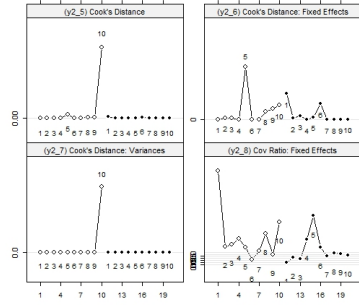 (y2_5) Cook's Distance
10
0.00
1 2 3 4 5 6 7 8 9 1 2 3 4 5 6 7 8 9 10
(y2_6) Cook's Distance: Fixed Effects
5
0
1 2 3 4 6 7 8 9 10 1 2 3 4 5 6 7 8 9 10
(y2_7) Cook's Distance: Variances
10
0.0
1 2 3 4 5 6 7 8 9 1 2 3 4 5 6 7 8 9 10
(y2_8) Cov Ratio: Fixed Effects
2 3 4 5 6 7 8 9 10 1 2 3 4 5 6 7 8 9 10
1 4 7 10 13 16 19
1 4 7 10 13 16 19